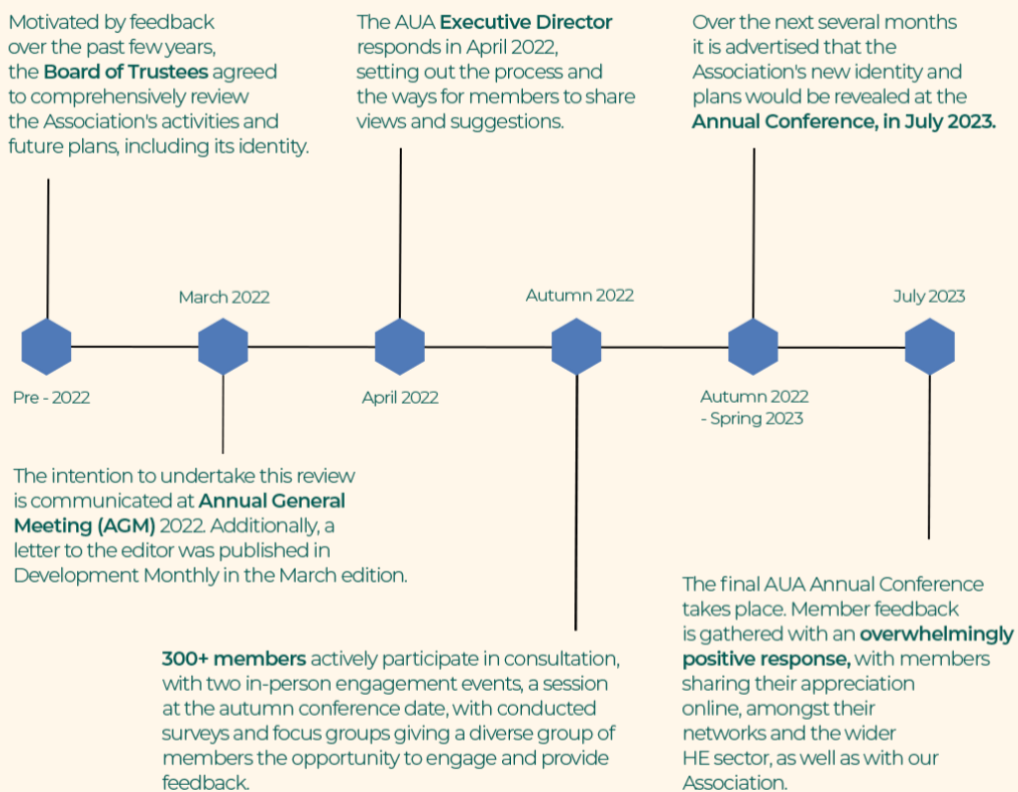 Motivated by feedback
over the past few years,
the Board of Trustees agreed
to comprehensively review
the Association's activities and
future plans, including its identity.
The AUA Executive Director
responds in April 2022,
setting out the process and
the ways for members to share
views and suggestions.
Over the next several months
it is advertised that the
Association's new identity and
plans would be revealed at the
Annual Conference, in July 2023.
March 2022
Autumn 2022
July 2023
Pre - 2022
April 2022
Autumn 2022
- Spring 2023
The intention to undertake this review
is communicated at Annual General
Meeting (AGM) 2022. Additionally, a
letter to the editor was published in
Development Monthly in the March edition.
300+ members actively participate in consultation,
with two in-person engagement events, a session
at the autumn conference date, with conducted
surveys and focus groups giving a diverse group of
members the opportunity to engage and provide
feedback.
The final AUA Annual Conference
takes place. Member feedback
is gathered with an overwhelmingly
positive response, with members
sharing their appreciation
online, amongst their
networks and the wider
HE sector, as well as with our
Association.